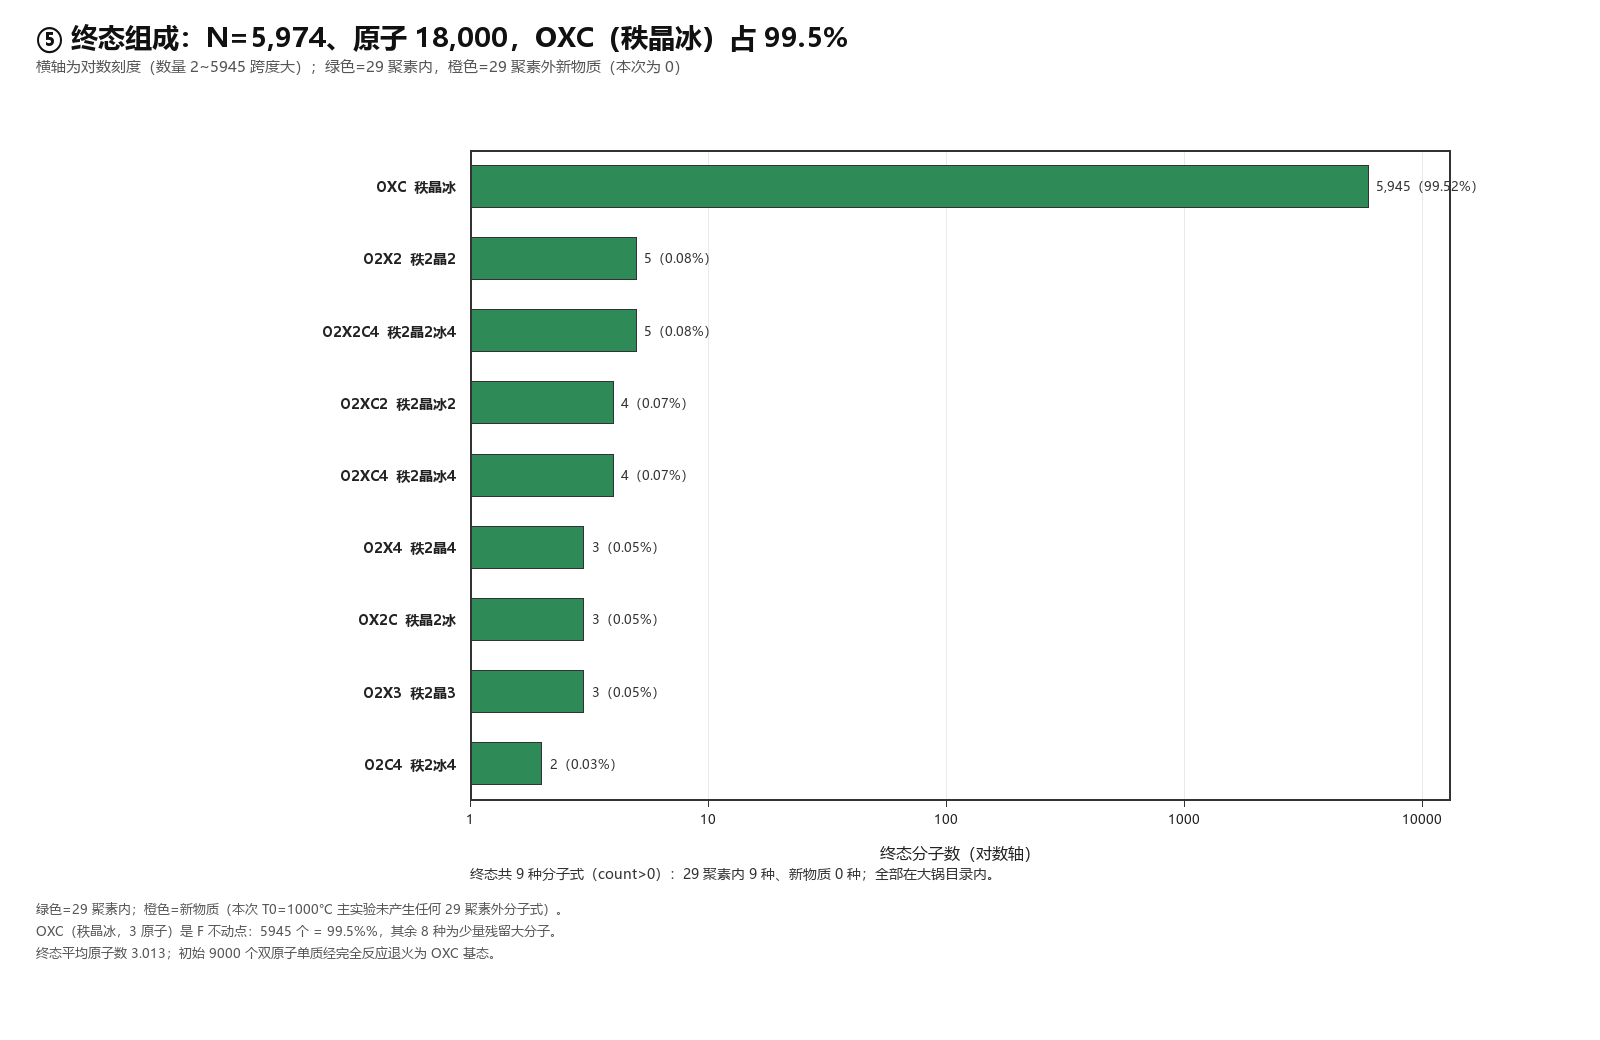 ⑤ 终态组成：N=5,974、原子 18,000，OXC（秩晶冰）占 99.5%
横轴为对数刻度（数量 2~5945 跨度大）；绿色=29 聚素内，橙色=29 聚素外新物质（本次为 0）
OXC 秩晶冰
5,945（99.52%）
O2X2 秩2晶2
5（0.08%）
O2X2C4 秩2晶2冰4
5（0.08%）
O2XC2 秩2晶冰2
4（0.07%）
O2XC4 秩2晶冰4
4（0.07%）
O2X4 秩2晶4
3（0.05%）
OX2C 秩晶2冰
3（0.05%）
O2X3 秩2晶3
3（0.05%）
O2C4 秩2冰4
2（0.03%）
1 10 100 1000 10000
终态分子数（对数轴）
终态共 9 种分子式（count>0）：29 聚素内 9 种、新物质 0 种；全部在大锅目录内。
绿色=29 聚素内；橙色=新物质（本次 T0=1000°C 主实验未产生任何 29 聚素外分子式）。
OXC（秩晶冰，3 原子）是 F 不动点：5945 个 = 99.5%%，其余 8 种为少量残留大分子。
终态平均原子数 3.013；初始 9000 个双原子单质经完全反应退火为 OXC 基态。